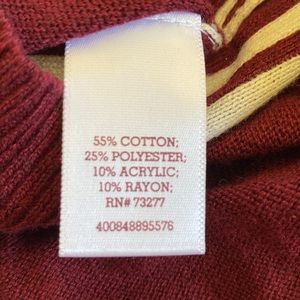 55% COTTON;
25% POLYESTER;
10% ACRYLIC;
10% RAYON;
RN# 73277
400848895576